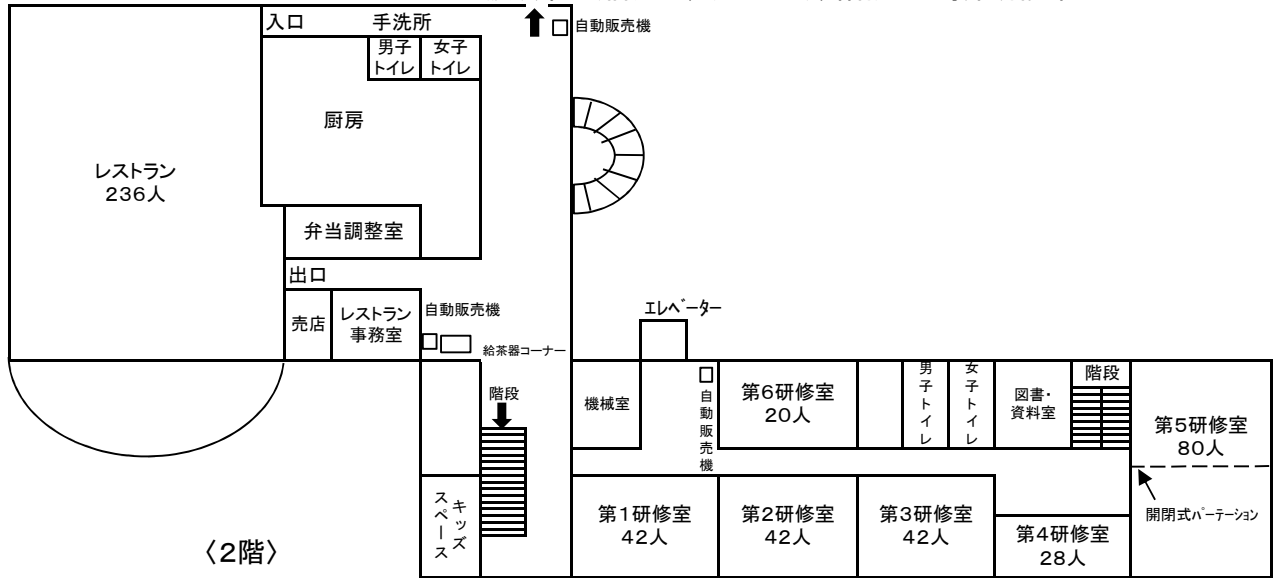 入口
手洗所
自動販売機
男子
トイレ
女子
トイレ
厨房
レストラン
236人
弁当調整室
出口
売店
レストラン
事務室
自動販売機
給茶器コーナー
エレベーター
階段
機械室
自動販売機
第6研修室
20人
男子トイレ
女子トイレ
図書・
資料室
階段
第5研修室
80人
開閉式パーテーション
キッズ
スペース
第1研修室
42人
第2研修室
42人
第3研修室
42人
第4研修室
28人
〈2階〉